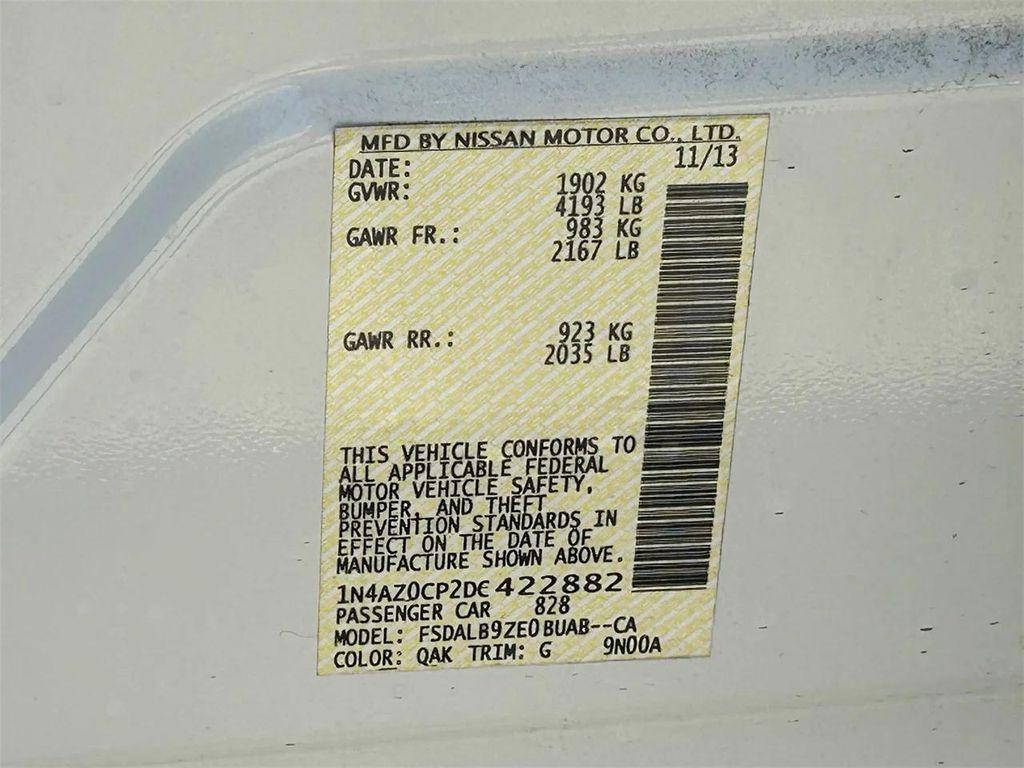 MFD BY NISSAN MOTOR CO., LTD.
DATE: 11/13
GVWR: 1902 KG
4193 LB
GAWR FR.: 983 KG
2167 LB
GAWR RR.: 923 KG
2035 LB
THIS VEHICLE CONFORMS TO
ALL APPLICABLE FEDERAL
MOTOR VEHICLE SAFETY,
BUMPER, AND THEFT
PREVENTION STANDARDS IN
EFFECT ON THE DATE OF
MANUFACTURE SHOWN ABOVE.
1N4AZ0CP2DC422882
PASSENGER CAR 828
MODEL: FSDALB9ZE0BUAB--CA
COLOR: QAK TRIM: G 9N00A